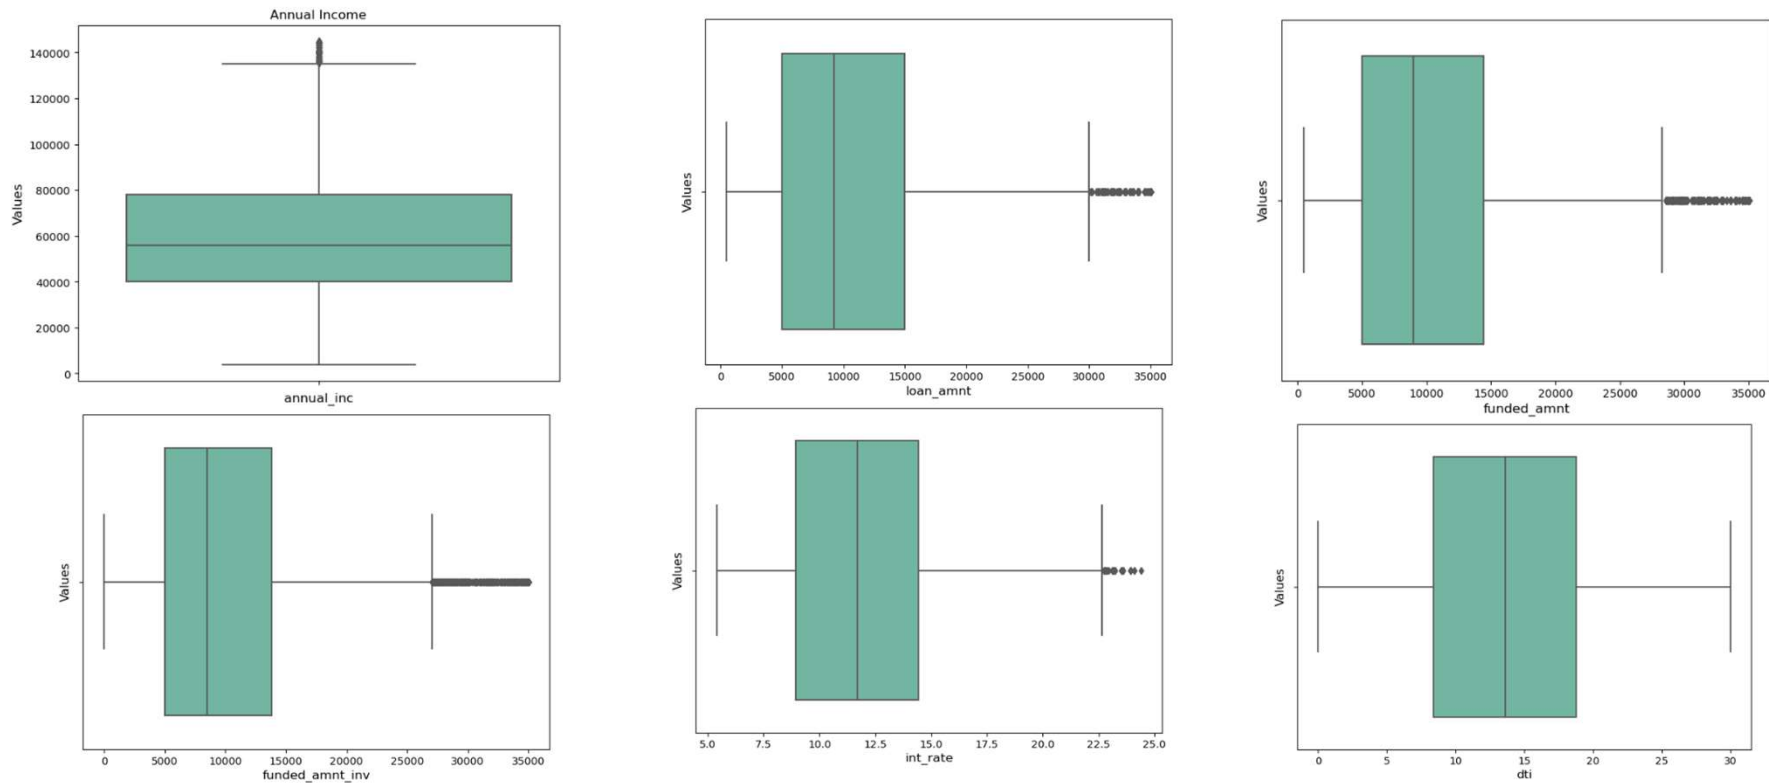 Annual Income
Values
140000
120000
100000
80000
60000
40000
20000
0
annual_inc
Values
0 5000 10000 15000 20000 25000 30000 35000
loan_amnt
Values
0 5000 10000 15000 20000 25000 30000 35000
funded_amnt
Values
0 5000 10000 15000 20000 25000 30000 35000
funded_amnt_inv
Values
5.0 7.5 10.0 12.5 15.0 17.5 20.0 22.5 25.0
int_rate
Values
0 5 10 15 20 25 30
dti